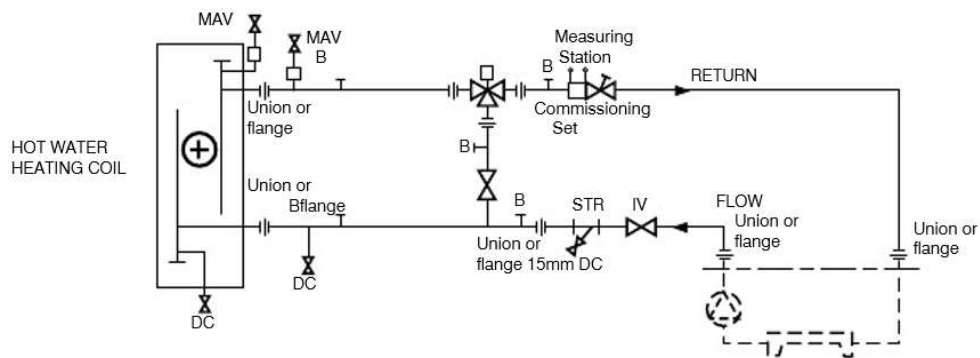 MAV
MAV
B
Measuring
Station
B
RETURN
Union or
flange
Commissioning
Set
HOT WATER
HEATING COIL
B
Union or
Bflange
B
STR
IV
FLOW
Union or
flange
Union or
flange
Union or
flange 15mm DC
DC
DC